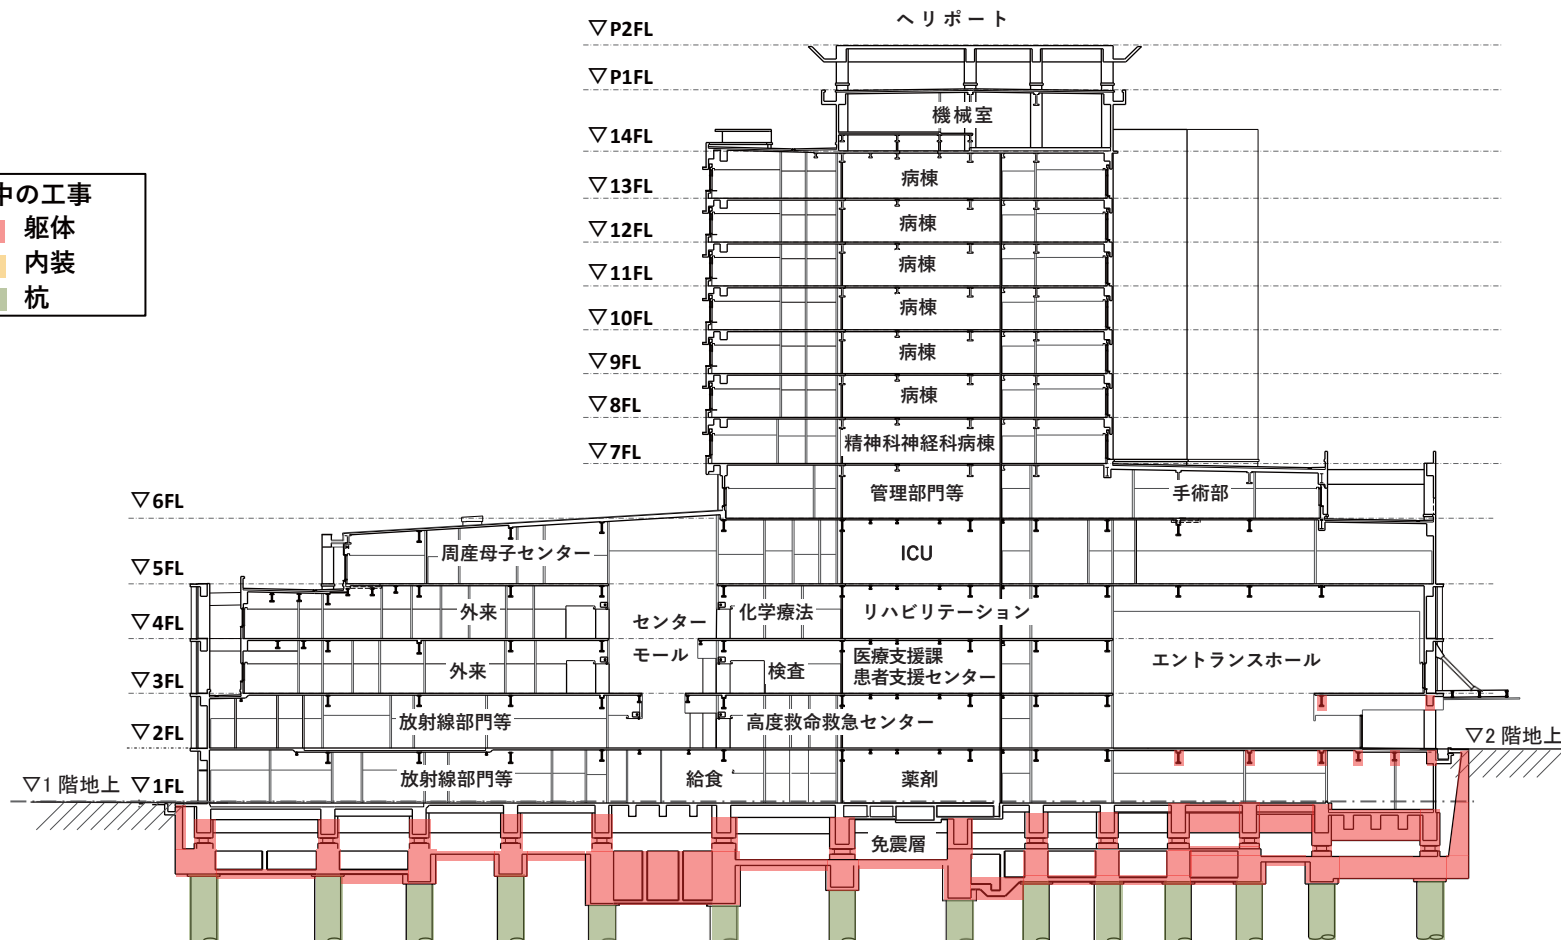 ヘリポート
▽P2FL
▽P1FL
機械室
▽14FL
中の工事
躯体
内装
杭
▽13FL
病棟
▽12FL
病棟
▽11FL
病棟
▽10FL
病棟
▽9FL
病棟
▽8FL
病棟
▽7FL
精神科神経科病棟
管理部門等
手術部
▽6FL
周産母子センター
ICU
▽5FL
外来
センター
モール
化学療法
リハビリテーション
▽4FL
外来
検査
医療支援課
患者支援センター
エントランスホール
▽3FL
放射線部門等
高度救命救急センター
▽2FL
▽2階地上
放射線部門等
給食
薬剤
▽1階地上
▽1FL
免震層